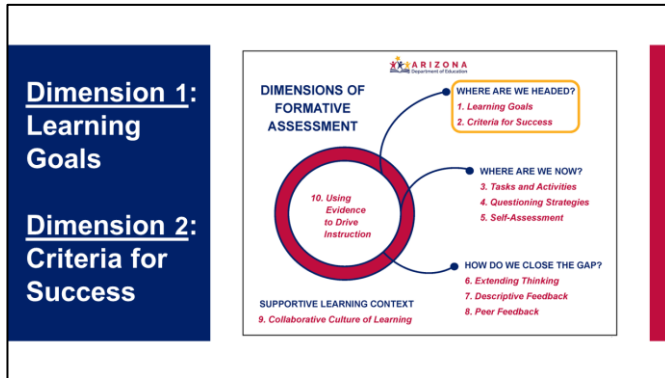 Dimension 1:
Learning
Goals
Dimension 2:
Criteria for
Success
ARIZONA
Department of Education
DIMENSIONS OF
FORMATIVE
ASSESSMENT
WHERE ARE WE HEADED?
1. Learning Goals
2. Criteria for Success
WHERE ARE WE NOW?
3. Tasks and Activities
4. Questioning Strategies
5. Self-Assessment
10. Using
Evidence
to Drive
Instruction
HOW DO WE CLOSE THE GAP?
6. Extending Thinking
7. Descriptive Feedback
8. Peer Feedback
SUPPORTIVE LEARNING CONTEXT
9. Collaborative Culture of Learning